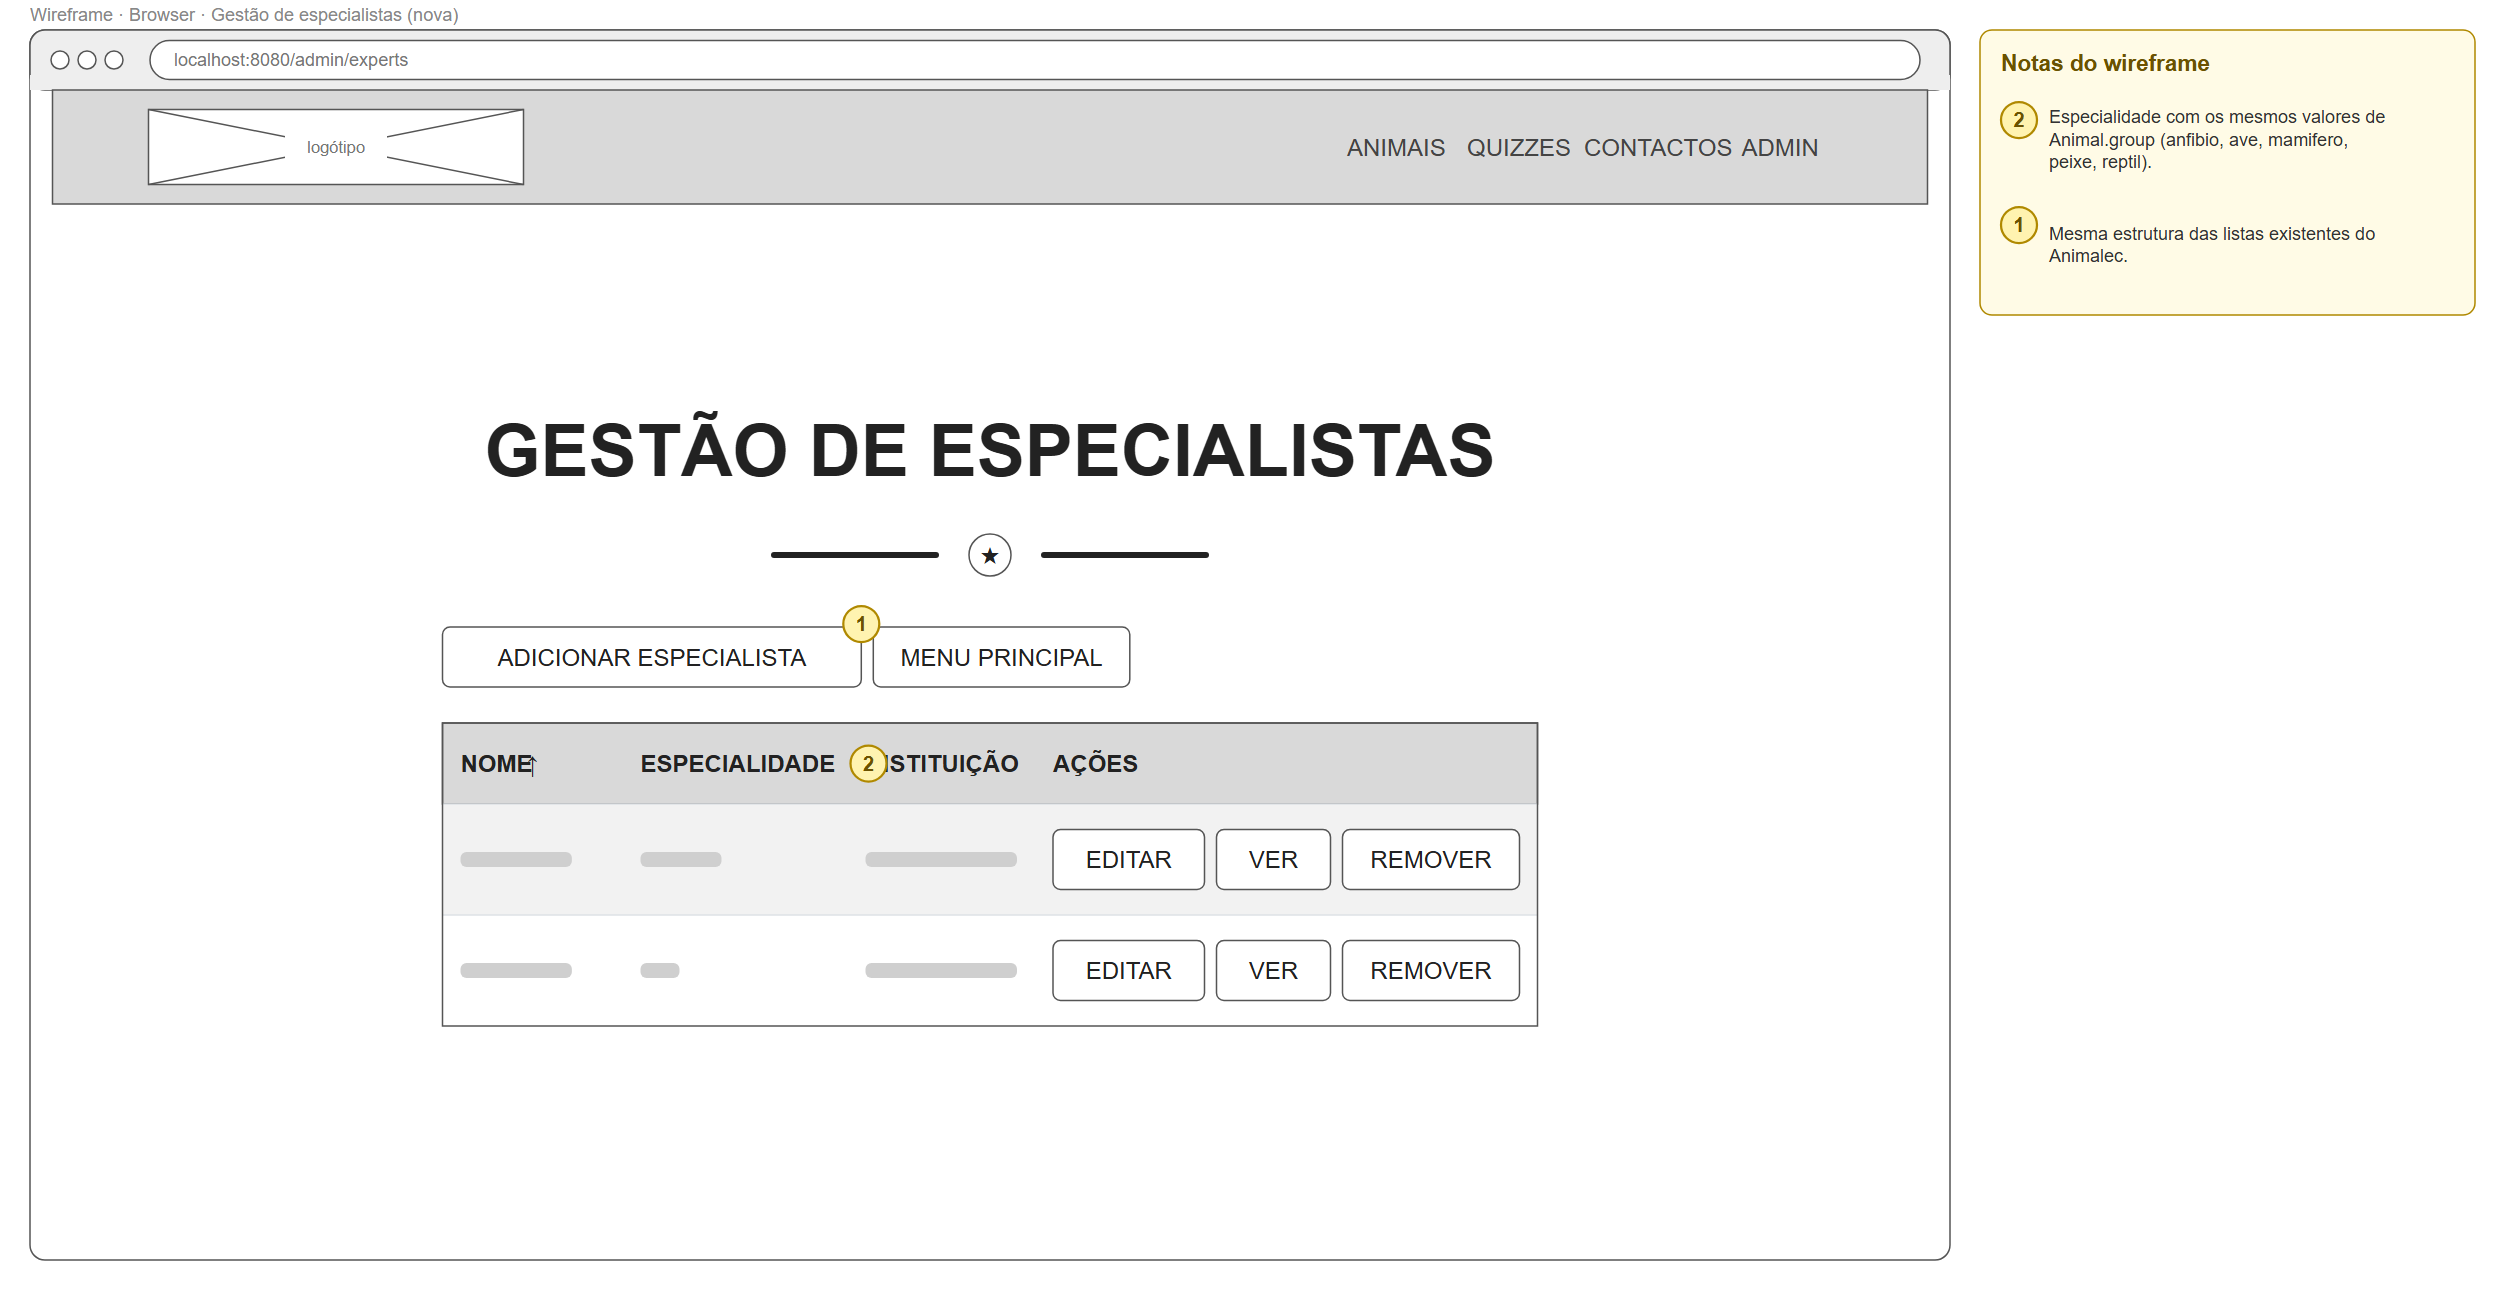 Wireframe · Browser · Gestão de especialistas (nova)
localhost:8080/admin/experts
logótipo
ANIMAIS QUIZZES CONTACTOS ADMIN
GESTÃO DE ESPECIALISTAS
★
1
ADICIONAR ESPECIALISTA MENU PRINCIPAL
NOME↑ ESPECIALIDADE 2 STITUIÇÃO AÇÕES
EDITAR VER REMOVER
EDITAR VER REMOVER
Notas do wireframe
2 Especialidade com os mesmos valores de
Animal.group (anfibio, ave, mamifero,
peixe, reptil).
1 Mesma estrutura das listas existentes do
Animalec.